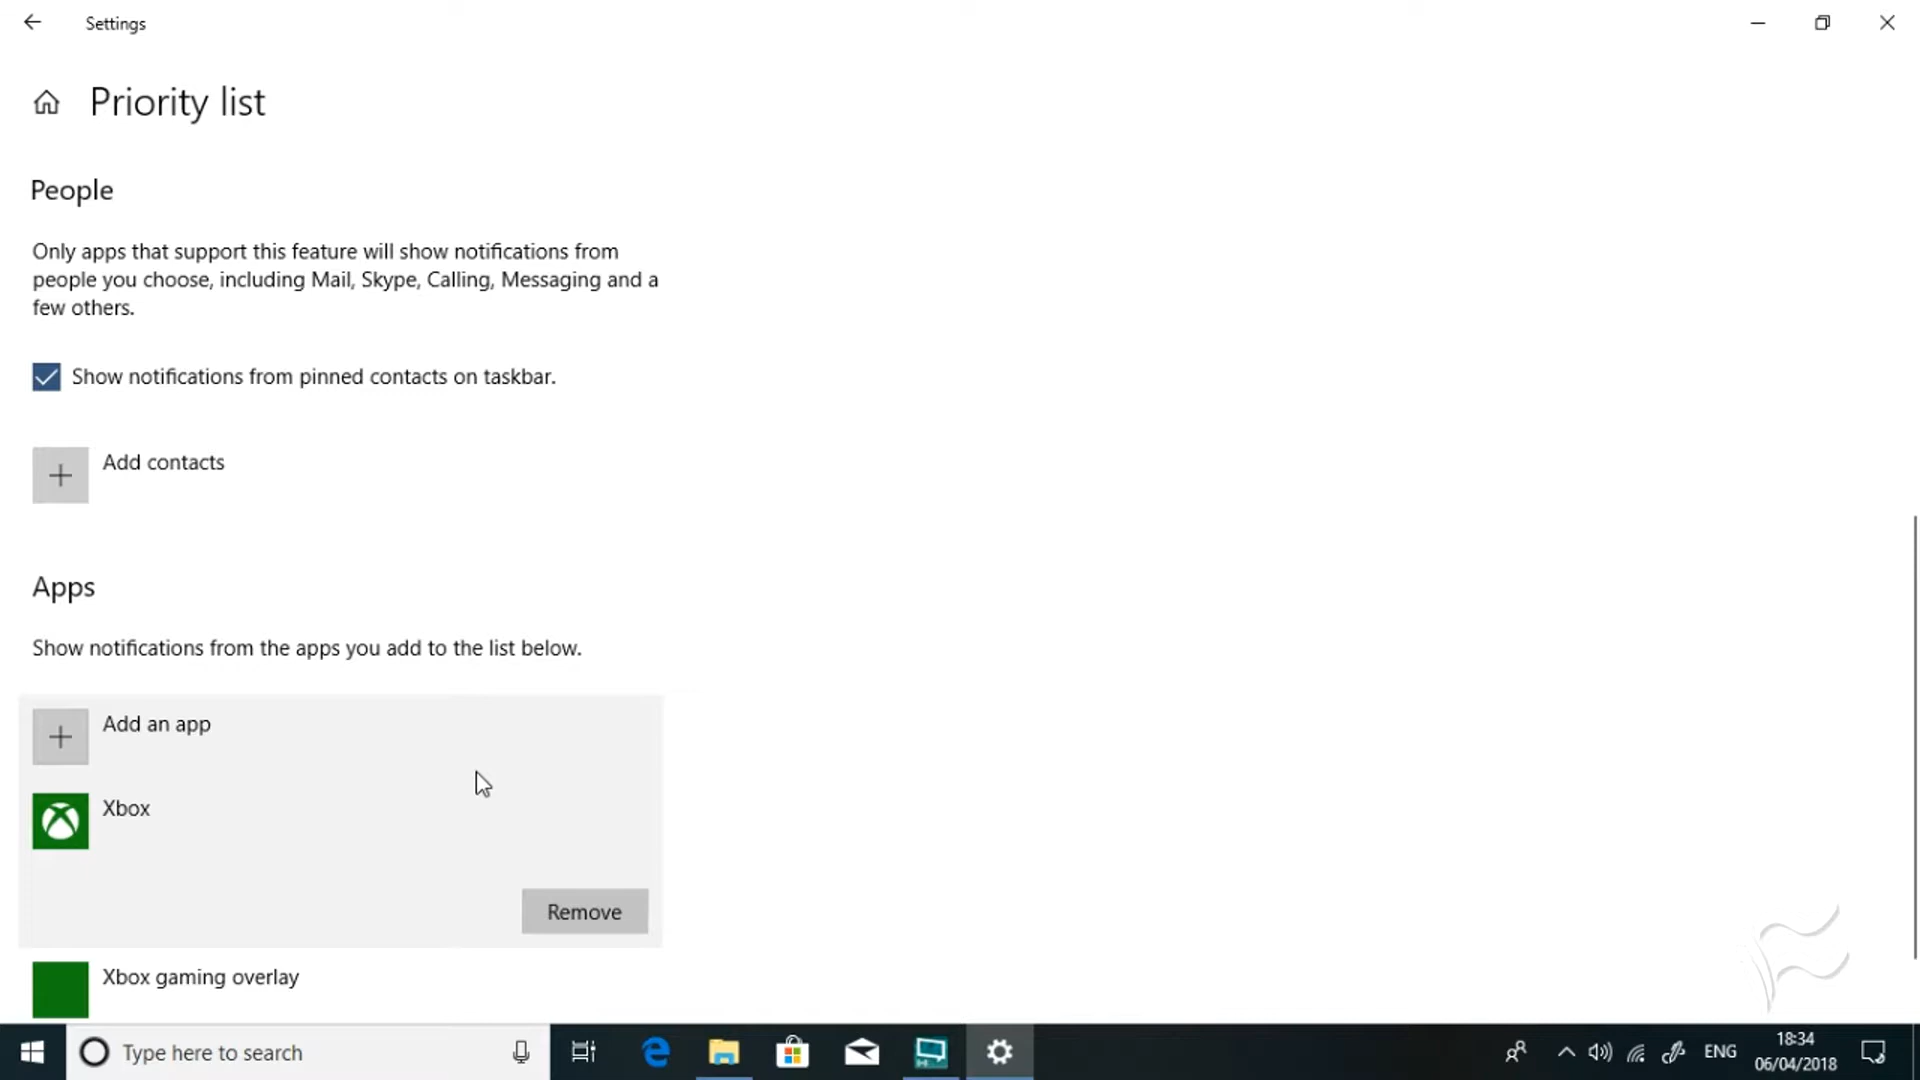 Settings
Priority list
People
Only apps that support this feature will show notifications from
people you choose, including Mail, Skype, Calling, Messaging and a
few others.
Show notifications from pinned contacts on taskbar.
Add contacts
Apps
Show notifications from the apps you add to the list below.
Add an app
Xbox
Remove
Xbox gaming overlay
Type here to search
ENG
18:34
06/04/2018